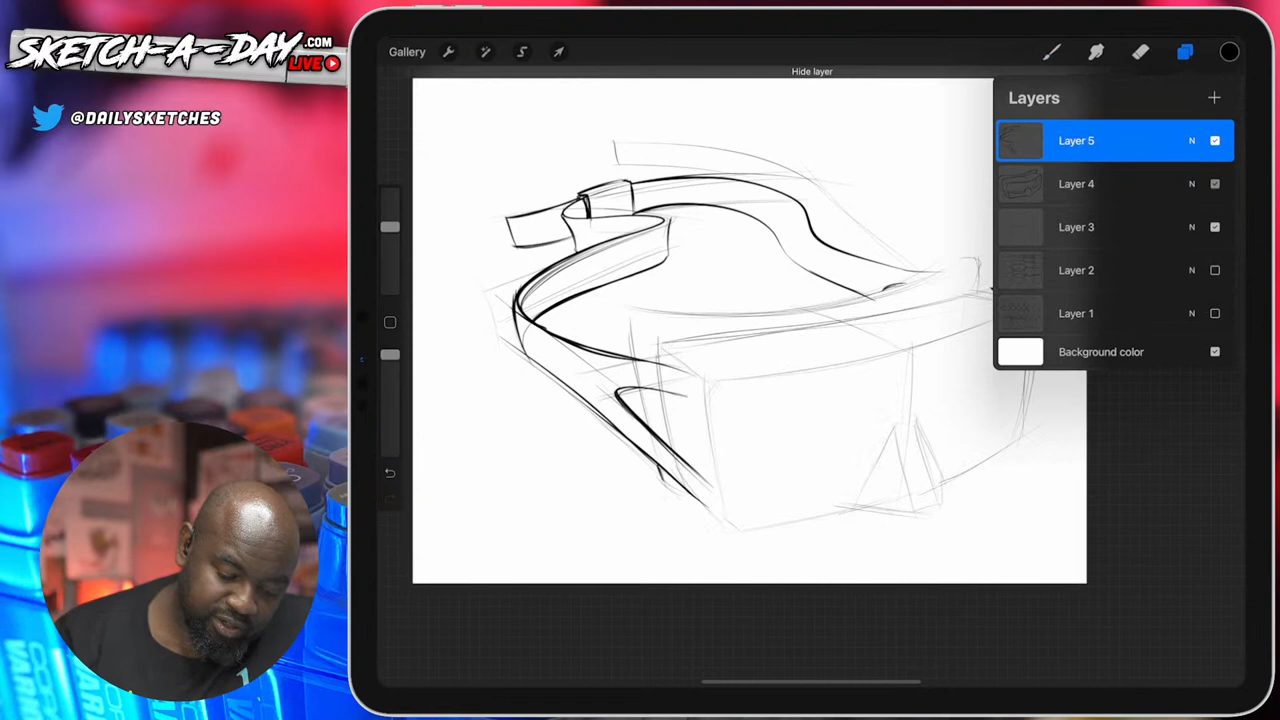 SKETCH-A-DAY.COM
LIVE
@DAILYSKETCHES
Gallery
Hide layer
Layers
Layer 5 N
Layer 4 N
Layer 3 N
Layer 2 N
Layer 1 N
Background color